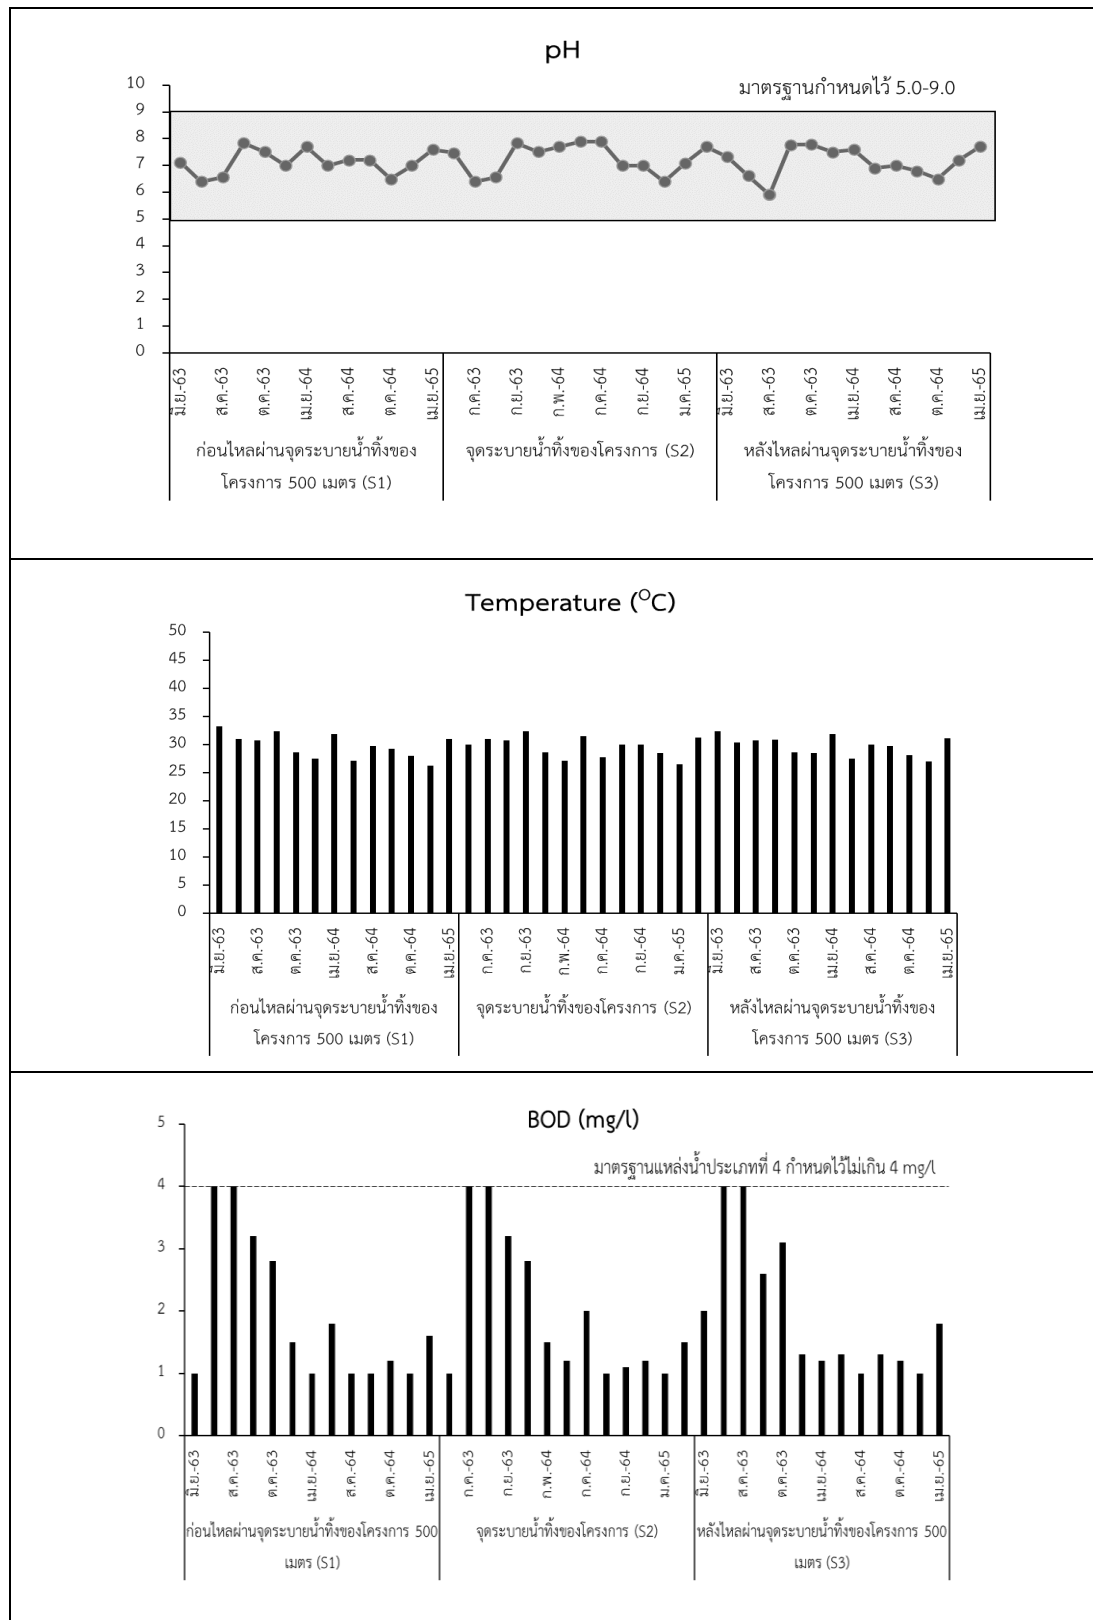 pH
มาตรฐานกำหนดไว้ 5.0-9.0
10
9
8
7
6
5
4
3
2
1
0
มิ.ย.-63
ส.ค.-63
ต.ค.-63
เม.ย.-64
ส.ค.-64
ต.ค.-64
เม.ย.-65
ก.ค.-63
ก.ย.-63
ก.พ.-64
ก.ค.-64
ก.ย.-64
ม.ค.-65
มิ.ย.-63
ส.ค.-63
ต.ค.-63
เม.ย.-64
ส.ค.-64
ต.ค.-64
เม.ย.-65
ก่อนไหลผ่านจุดระบายน้ำทิ้งของ
โครงการ 500 เมตร (S1)
จุดระบายน้ำทิ้งของโครงการ (S2)
หลังไหลผ่านจุดระบายน้ำทิ้งของ
โครงการ 500 เมตร (S3)
Temperature (°C)
50
45
40
35
30
25
20
15
10
5
0
มิ.ย.-63
ส.ค.-63
ต.ค.-63
เม.ย.-64
ส.ค.-64
ต.ค.-64
เม.ย.-65
ก.ค.-63
ก.ย.-63
ก.พ.-64
ก.ค.-64
ก.ย.-64
ม.ค.-65
มิ.ย.-63
ส.ค.-63
ต.ค.-63
เม.ย.-64
ส.ค.-64
ต.ค.-64
เม.ย.-65
ก่อนไหลผ่านจุดระบายน้ำทิ้งของ
โครงการ 500 เมตร (S1)
จุดระบายน้ำทิ้งของโครงการ (S2)
หลังไหลผ่านจุดระบายน้ำทิ้งของ
โครงการ 500 เมตร (S3)
BOD (mg/l)
มาตรฐานแหล่งน้ำประเภทที่ 4 กำหนดไว้ไม่เกิน 4 mg/l
5
4
3
2
1
0
มิ.ย.-63
ส.ค.-63
ต.ค.-63
เม.ย.-64
ส.ค.-64
ต.ค.-64
เม.ย.-65
ก.ค.-63
ก.ย.-63
ก.พ.-64
ก.ค.-64
ก.ย.-64
ม.ค.-65
มิ.ย.-63
ส.ค.-63
ต.ค.-63
เม.ย.-64
ส.ค.-64
ต.ค.-64
เม.ย.-65
ก่อนไหลผ่านจุดระบายน้ำทิ้งของโครงการ 500
เมตร (S1)
จุดระบายน้ำทิ้งของโครงการ (S2)
หลังไหลผ่านจุดระบายน้ำทิ้งของโครงการ 500
เมตร (S3)